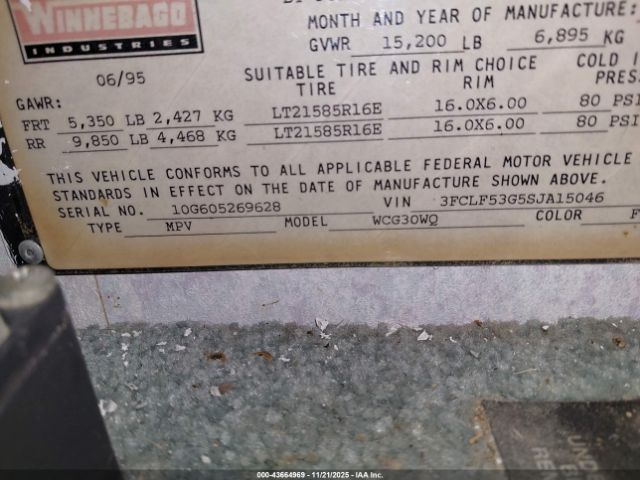 WINNEBAGO
INDUSTRIES
MONTH AND YEAR OF MANUFACTURE:
GVWR 15,200 LB 6,895 KG
06/95
SUITABLE TIRE AND RIM CHOICE COLD
TIRE RIM PRES
GAWR:
FRT 5,350 LB 2,427 KG LT21585R16E 16.0X6.00 80 PSI
RR 9,850 LB 4,468 KG LT21585R16E 16.0X6.00 80 PSI
THIS VEHICLE CONFORMS TO ALL APPLICABLE FEDERAL MOTOR VEHICLE
STANDARDS IN EFFECT ON THE DATE OF MANUFACTURE SHOWN ABOVE.
SERIAL NO. 10G605269628 VIN 3FCLF53G5SJA15046
TYPE MPV MODEL WCG30WQ COLOR F
UND
REN
000-43664969 11/21/2025 IAA Inc.